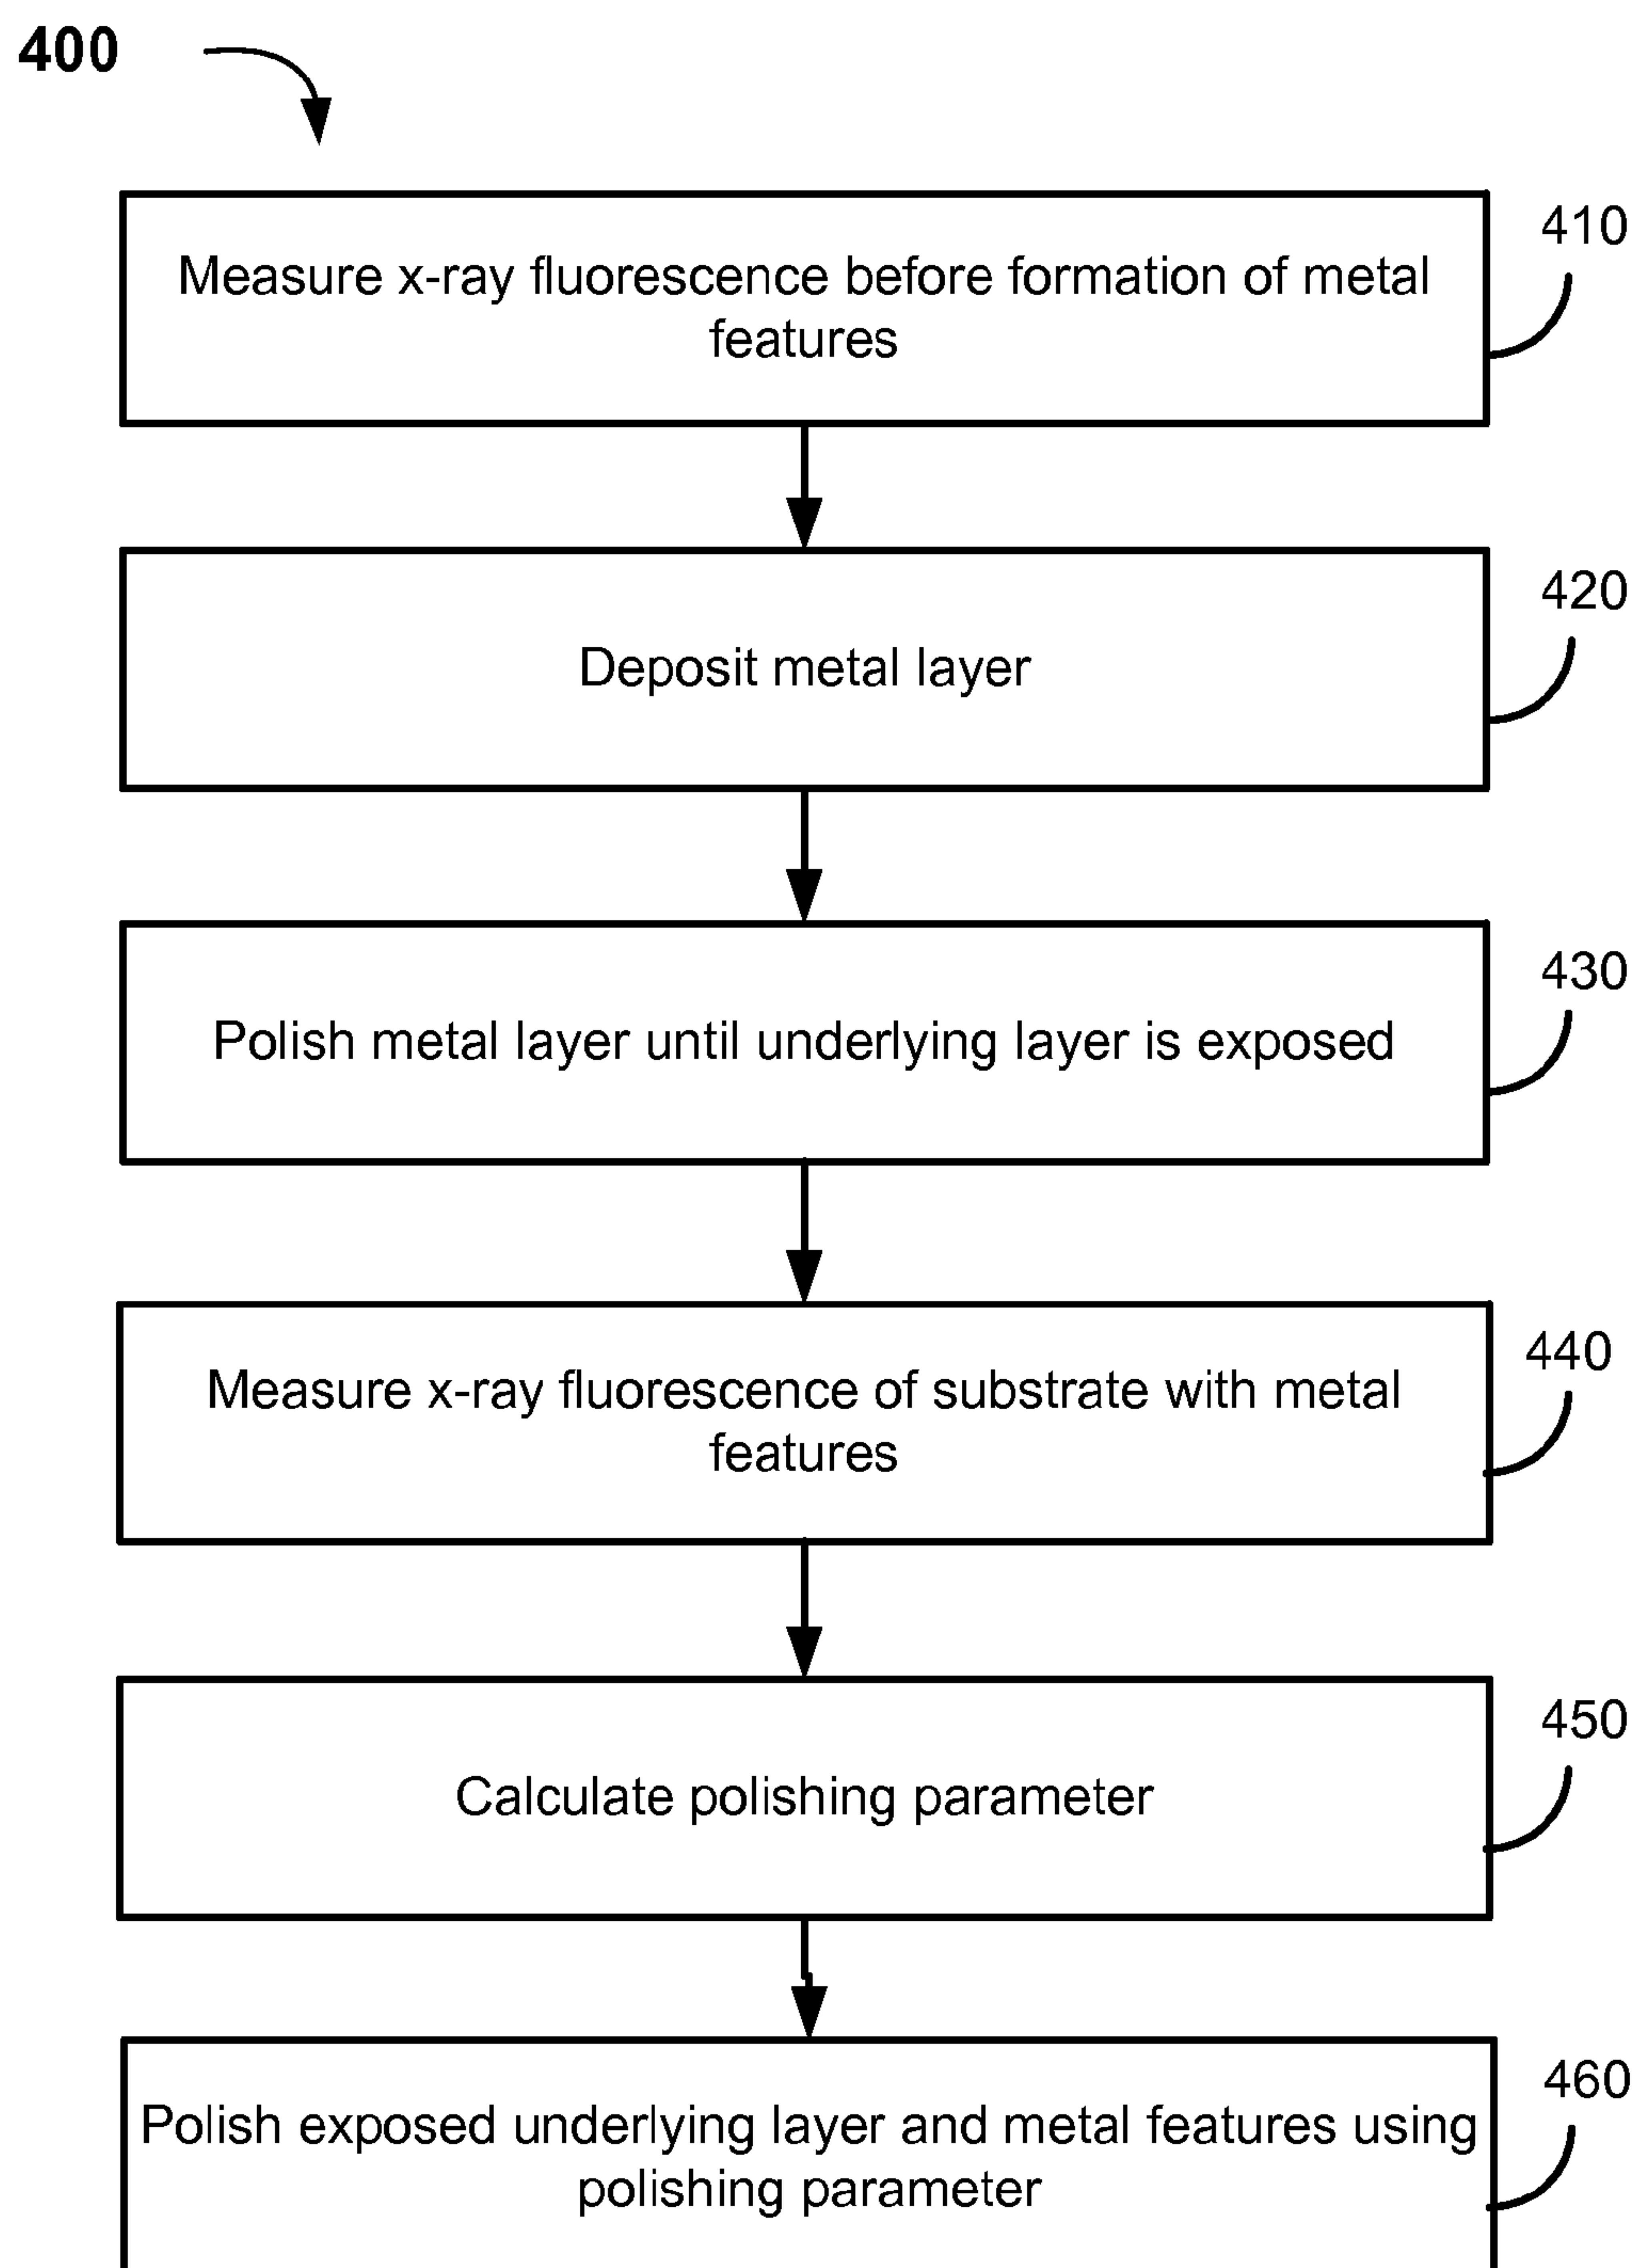 400
410
Measure x-ray fluorescence before formation of metal
features
420
Deposit metal layer
430
Polish metal layer until underlying layer is exposed
440
Measure x-ray fluorescence of substrate with metal
features
450
Calculate polishing parameter
460
Polish exposed underlying layer and metal features using
polishing parameter